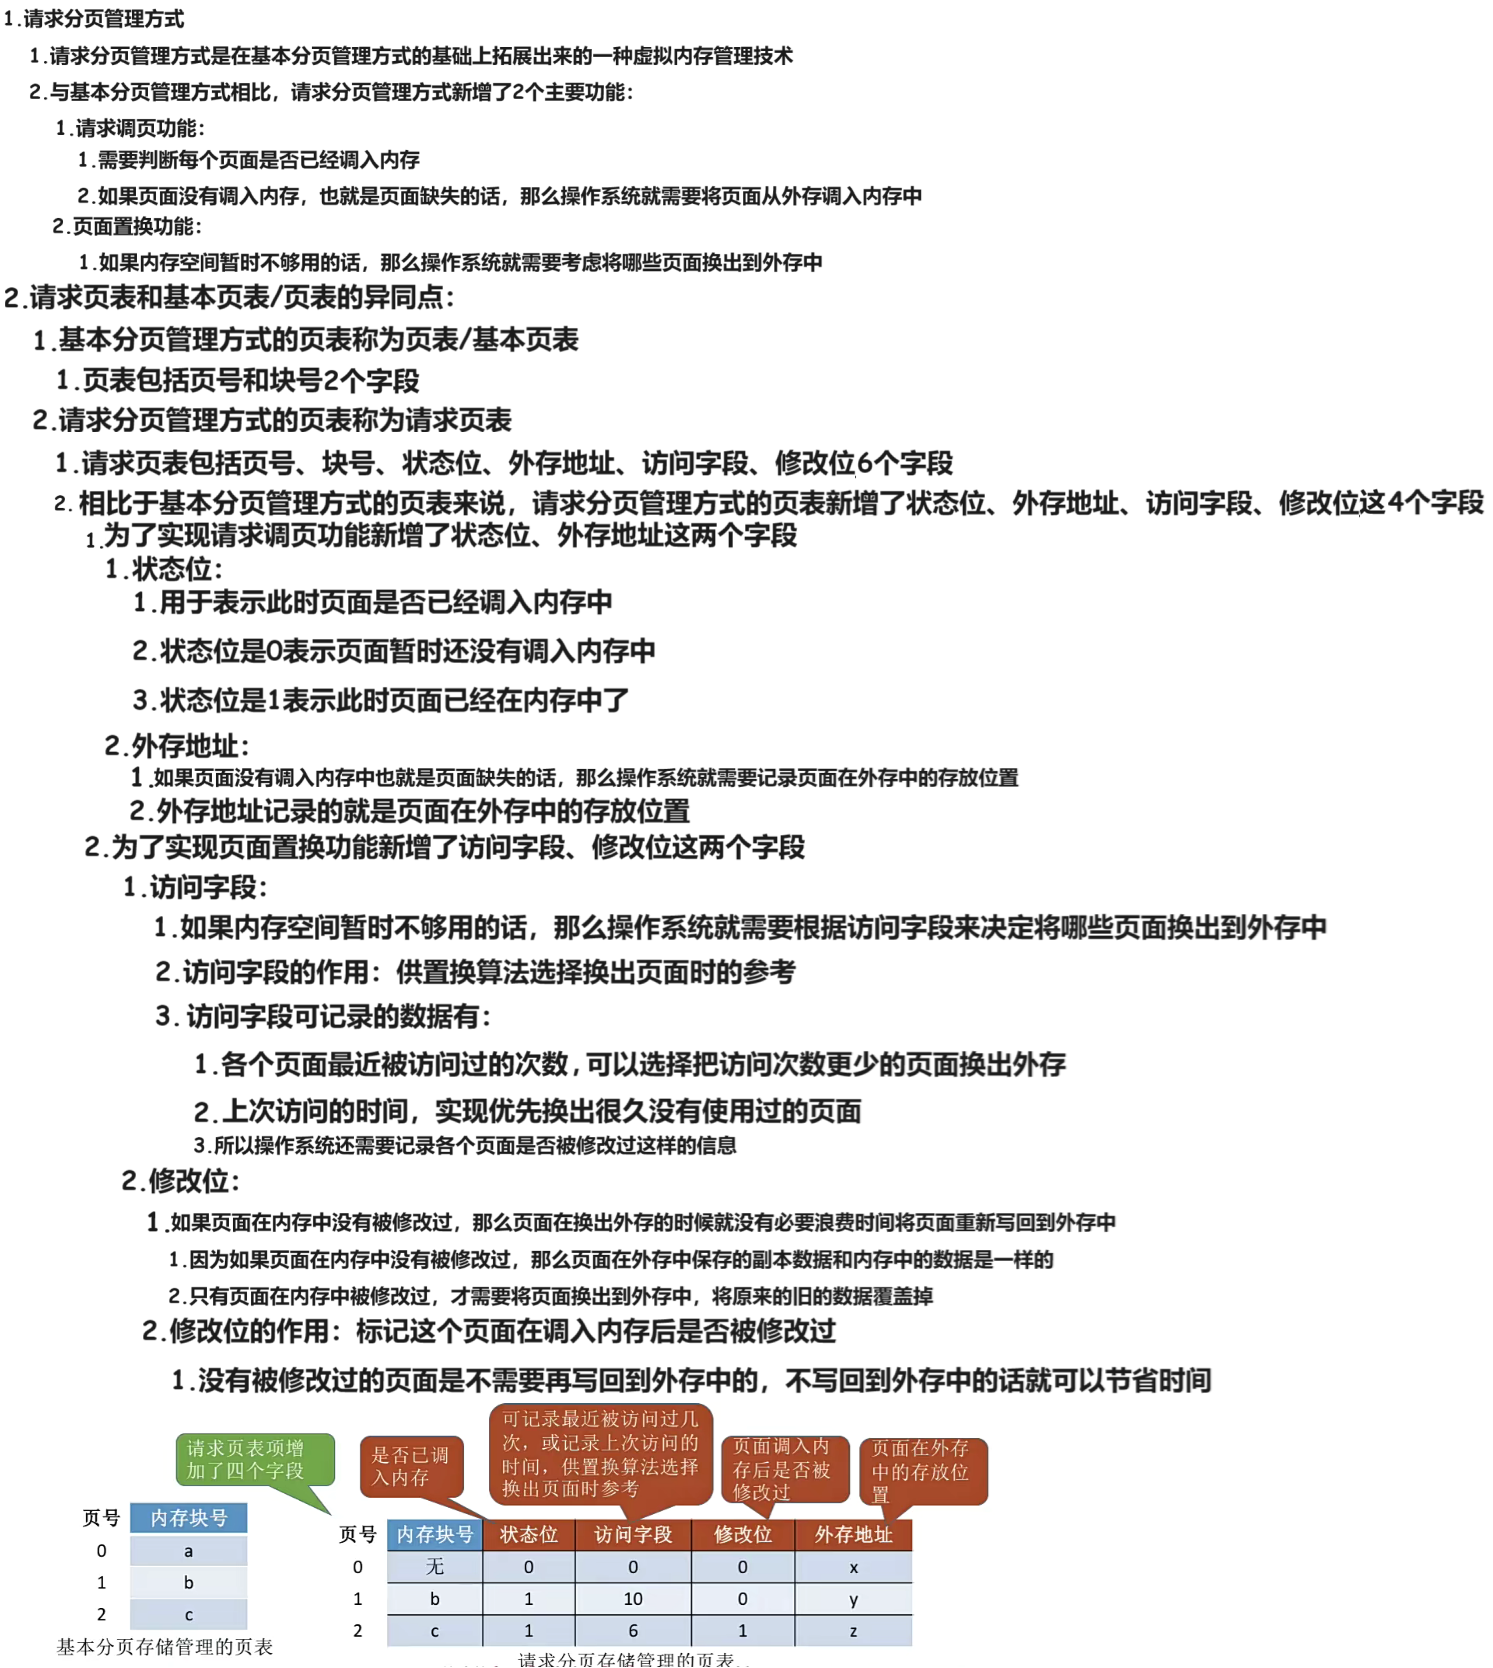 1.请求分页管理方式
1.请求分页管理方式是在基本分页管理方式的基础上拓展出来的一种虚拟内存管理技术
2.与基本分页管理方式相比，请求分页管理方式新增了2个主要功能：
1.请求调页功能：
1.需要判断每个页面是否已经调入内存
2.如果页面没有调入内存，也就是页面缺失的话，那么操作系统就需要将页面从外存调入内存中
2.页面置换功能：
1.如果内存空间暂时不够用的话，那么操作系统就需要考虑将哪些页面换出到外存中
2.请求页表和基本页表/页表的异同点：
1.基本分页管理方式的页表称为页表/基本页表
1.页表包括页号和块号2个字段
2.请求分页管理方式的页表称为请求页表
1.请求页表包括页号、块号、状态位、外存地址、访问字段、修改位6个字段
2.相比于基本分页管理方式的页表来说，请求分页管理方式的页表新增了状态位、外存地址、访问字段、修改位这4个字段
1.为了实现请求调页功能新增了状态位、外存地址这两个字段
1.状态位：
1.用于表示此时页面是否已经调入内存中
2.状态位是0表示页面暂时还没有调入内存中
3.状态位是1表示此时页面已经在内存中了
2.外存地址：
1.如果页面没有调入内存中也就是页面缺失的话，那么操作系统就需要记录页面在外存中的存放位置
2.外存地址记录的就是页面在外存中的存放位置
2.为了实现页面置换功能新增了访问字段、修改位这两个字段
1.访问字段：
1.如果内存空间暂时不够用的话，那么操作系统就需要根据访问字段来决定将哪些页面换出到外存中
2.访问字段的作用：供置换算法选择换出页面时的参考
3.访问字段可记录的数据有：
1.各个页面最近被访问过的次数,可以选择把访问次数更少的页面换出外存
2.上次访问的时间，实现优先换出很久没有使用过的页面
3.所以操作系统还需要记录各个页面是否被修改过这样的信息
2.修改位：
1.如果页面在内存中没有被修改过，那么页面在换出外存的时候就没有必要浪费时间将页面重新写回到外存中
1.因为如果页面在内存中没有被修改过，那么页面在外存中保存的副本数据和内存中的数据是一样的
2.只有页面在内存中被修改过，才需要将页面换出到外存中，将原来的旧的数据覆盖掉
2.修改位的作用：标记这个页面在调入内存后是否被修改过
1.没有被修改过的页面是不需要再写回到外存中的，不写回到外存中的话就可以节省时间
请求页表项增
加了四个字段
是否已调
入内存
可记录最近被访问过几
次，或记录上次访问的
时间，供置换算法选择
换出页面时参考
页面调入内
存后是否被
修改过
页面在外存
中的存放位
置
页号 内存块号
0 a
1 b
2 c
基本分页存储管理的页表
页号 内存块号 状态位 访问字段 修改位 外存地址
0 无 0 0 0 x
1 b 1 10 0 y
2 c 1 6 1 z
请求分页存储管理的页表